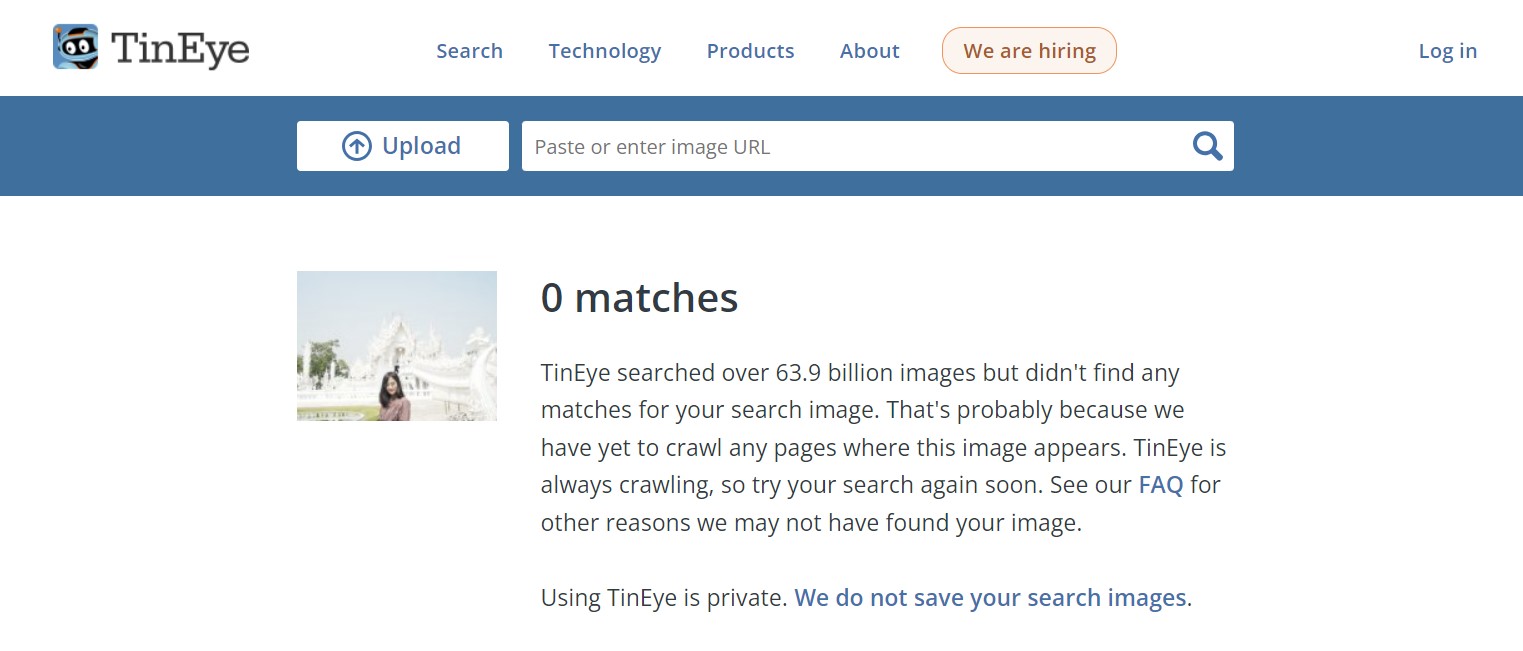 TinEye
Search Technology Products About We are hiring Log in
Upload Paste or enter image URL
0 matches
TinEye searched over 63.9 billion images but didn't find any
matches for your search image. That's probably because we
have yet to crawl any pages where this image appears. TinEye is
always crawling, so try your search again soon. See our FAQ for
other reasons we may not have found your image.
Using TinEye is private. We do not save your search images.